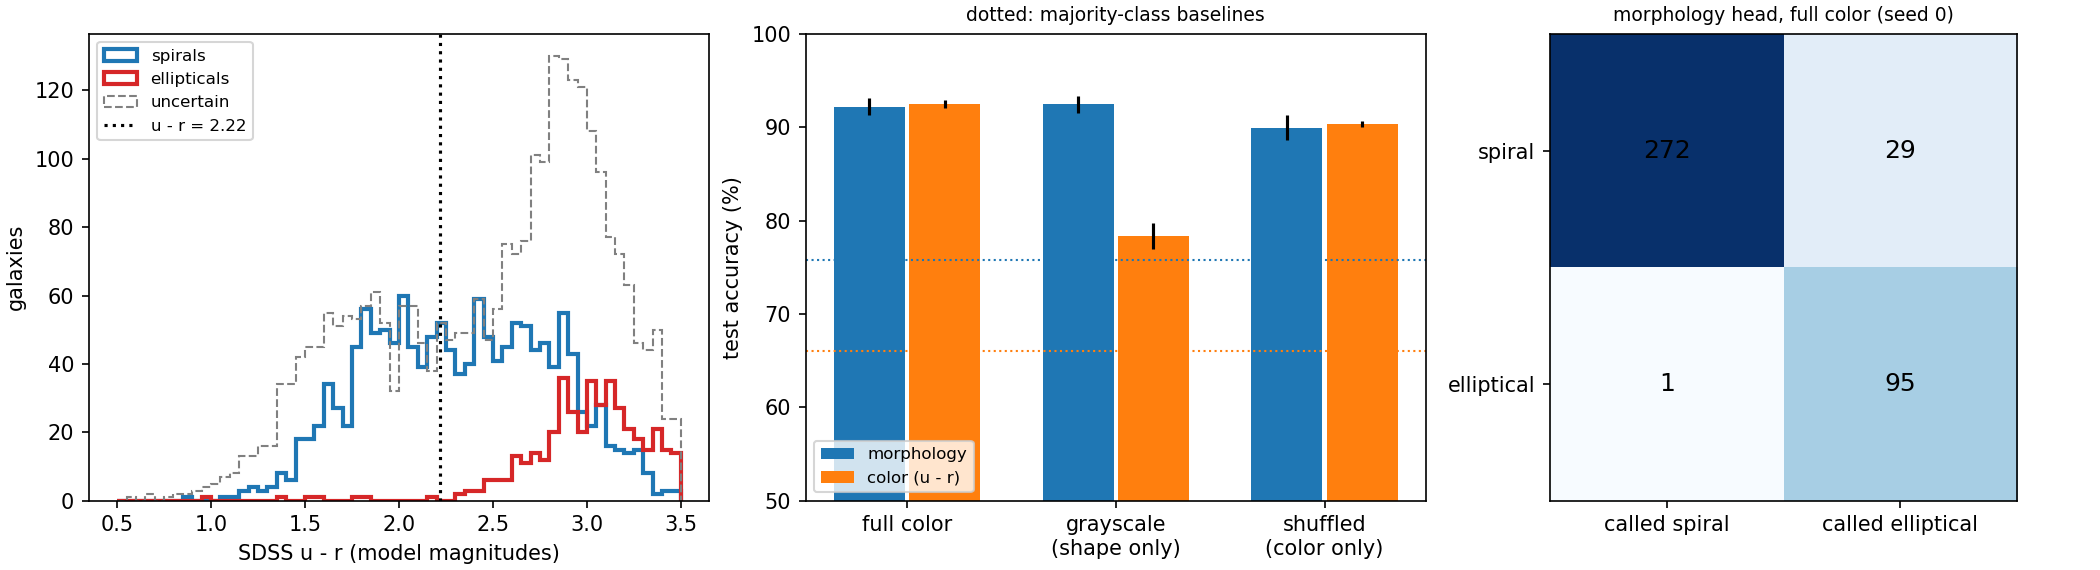 spirals
ellipticals
uncertain
u - r = 2.22
galaxies
120
100
80
60
40
20
0
0.5 1.0 1.5 2.0 2.5 3.0 3.5
SDSS u - r (model magnitudes)
dotted: majority-class baselines
test accuracy (%)
100
90
80
70
60
50
morphology
color (u - r)
full color
grayscale
(shape only)
shuffled
(color only)
morphology head, full color (seed 0)
spiral
272 29
elliptical
1 95
called spiral called elliptical